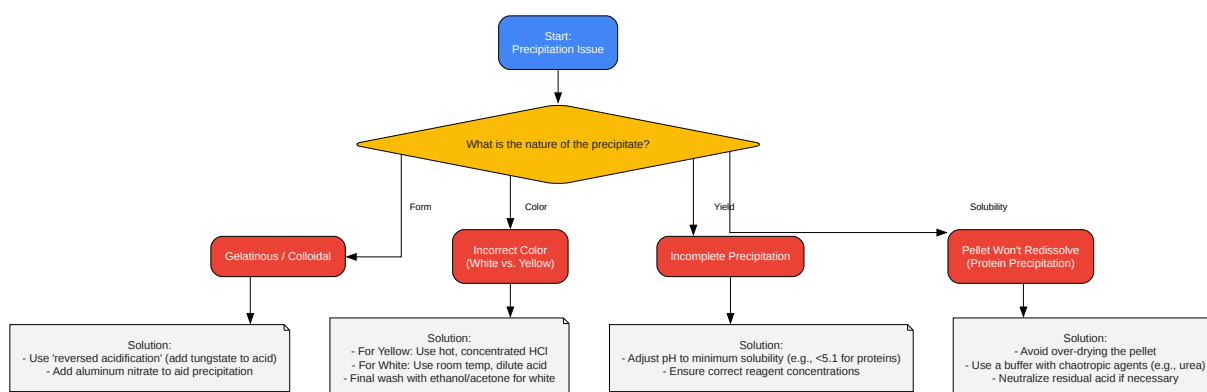 Start:
Precipitation Issue
What is the nature of the precipitate?
Form
Color
Yield
Solubility
Gelatinous / Colloidal
Incorrect Color
(White vs. Yellow)
Incomplete Precipitation
Pellet Won't Redissolve
(Protein Precipitation)
Solution:
- Use 'reversed acidification' (add tungstate to acid)
- Add aluminum nitrate to aid precipitation
Solution:
- For Yellow: Use hot, concentrated HCl
- For White: Use room temp, dilute acid
- Final wash with ethanol/acetone for white
Solution:
- Adjust pH to minimum solubility (e.g., <5.1 for proteins)
- Ensure correct reagent concentrations
Solution:
- Avoid over-drying the pellet
- Use a buffer with chaotropic agents (e.g., urea)
- Neutralize residual acid if necessary